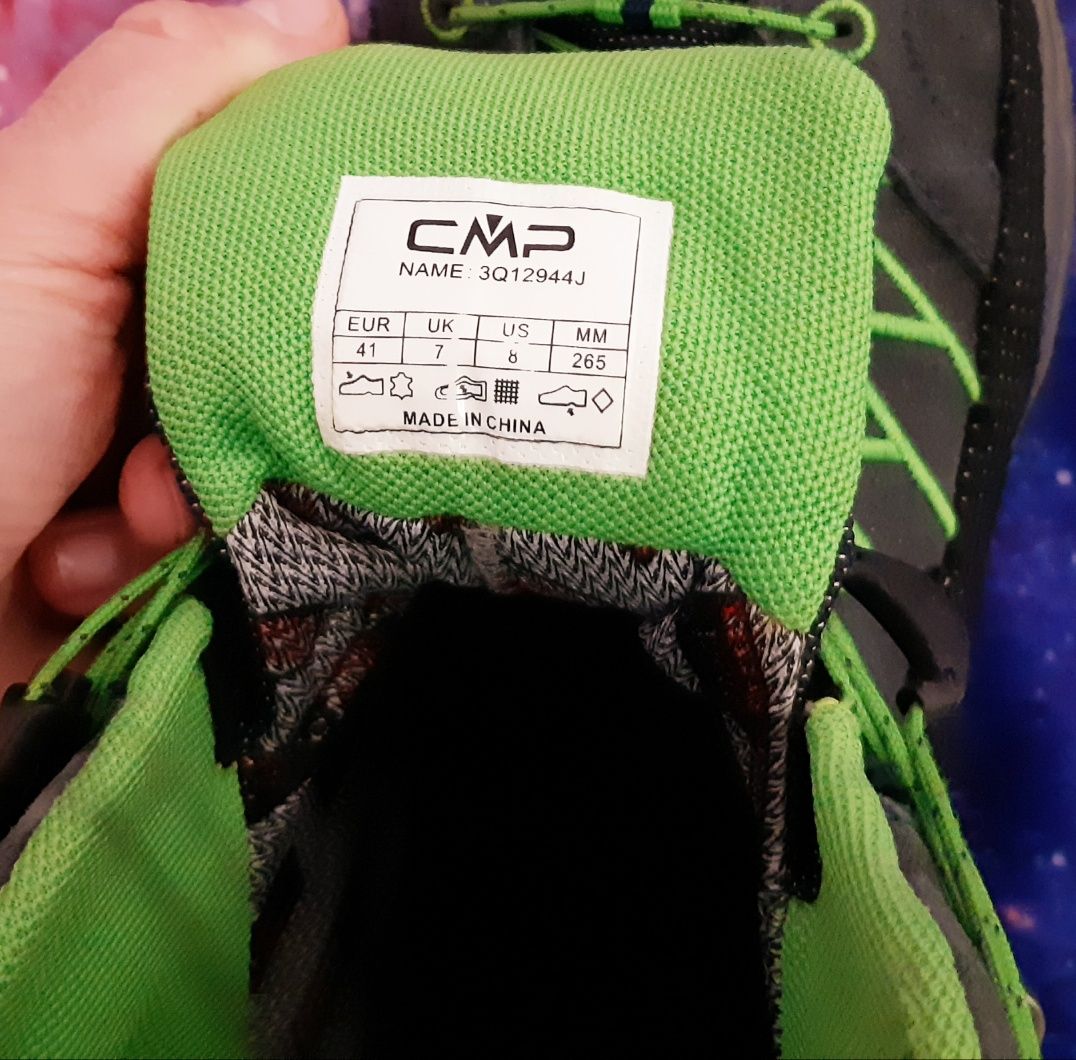 CMP
NAME: 3Q12944J
EUR UK US MM
41 7 8 265
MADE IN CHINA